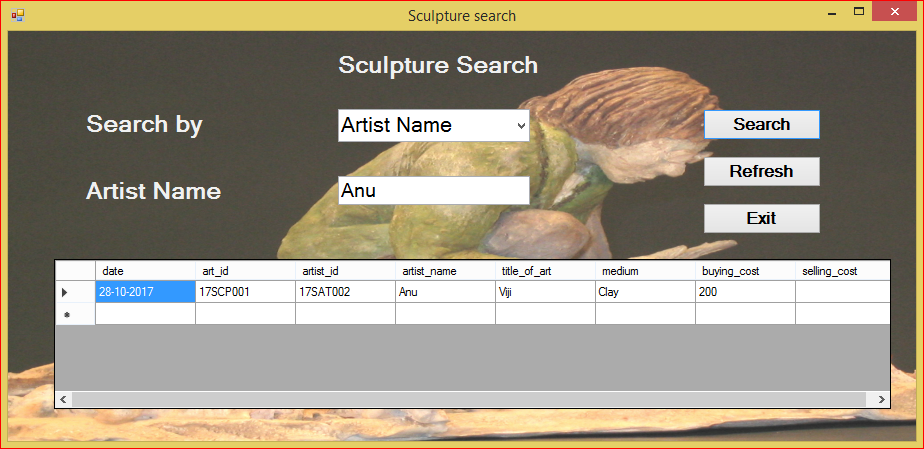 Sculpture search
Sculpture Search
Search by Artist Name Search
Refresh
Artist Name Anu
Exit
date art_id artist_id artist_name title_of_art medium buying_cost selling_cost
28-10-2017 17SCP001 17SAT002 Anu Viji Clay 200